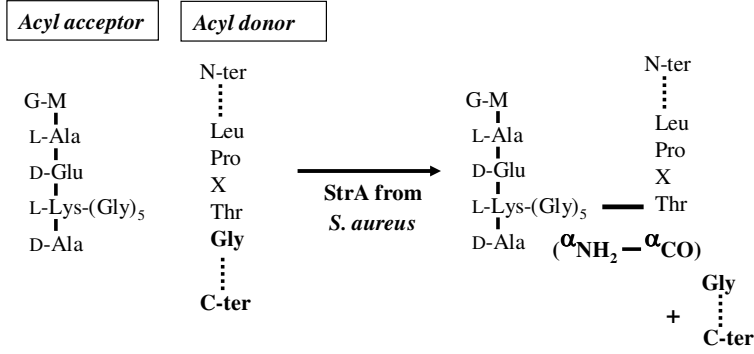 Acyl acceptor
Acyl donor
G-M
L-Ala
D-Glu
L-Lys-(Gly)5
D-Ala
N-ter
Leu
Pro
X
Thr
Gly
C-ter
StrA from
S. aureus
G-M
L-Ala
D-Glu
L-Lys-(Gly)5
D-Ala
N-ter
Leu
Pro
X
Thr
(αNH2 – αCO)
+
Gly
C-ter